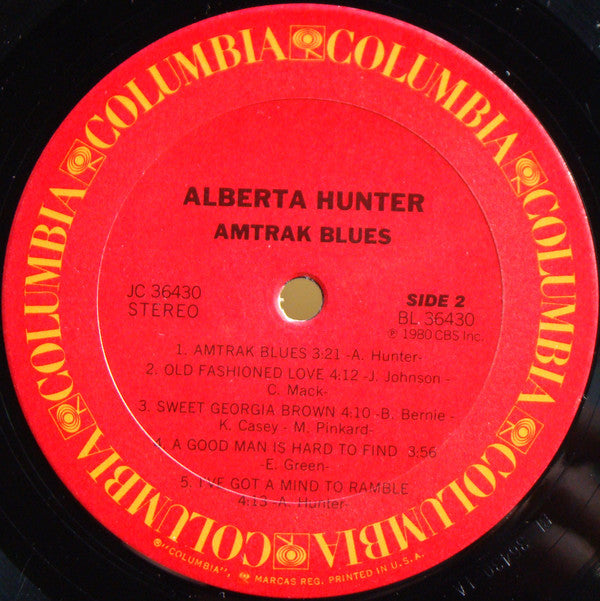 COLUMBIA COLUMBIA COLUMBIA COLUMBIA COLUMBIA COLUMBIA
ALBERTA HUNTER
AMTRAK BLUES
JC 36430
STEREO
SIDE 2
BL 36430
℗ 1980 CBS Inc.
1. AMTRAK BLUES 3:21 -A. Hunter-
2. OLD FASHIONED LOVE 4:12 -J. Johnson -
C. Mack-
3. SWEET GEORGIA BROWN 4:10 -B. Bernie -
K. Casey - M. Pinkard-
4. A GOOD MAN IS HARD TO FIND 3:56
-E. Green-
5. I'VE GOT A MIND TO RAMBLE
4:13 -A. Hunter-
®"COLUMBIA", MARCAS REG. PRINTED IN U.S.A.